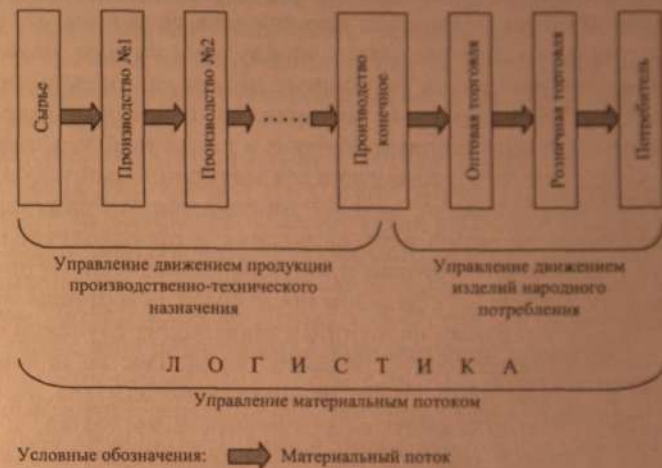 Сырье
Производство №1
Производство №2
Производство
конечное
Оптовая торговля
Розничная торговля
Потребитель
Управление движением продукции
производственно-технического
назначения
Управление движением
изделий народного
потребления
ЛОГИСТИКА
Управление материальным потоком
Условные обозначения:
Материальный поток